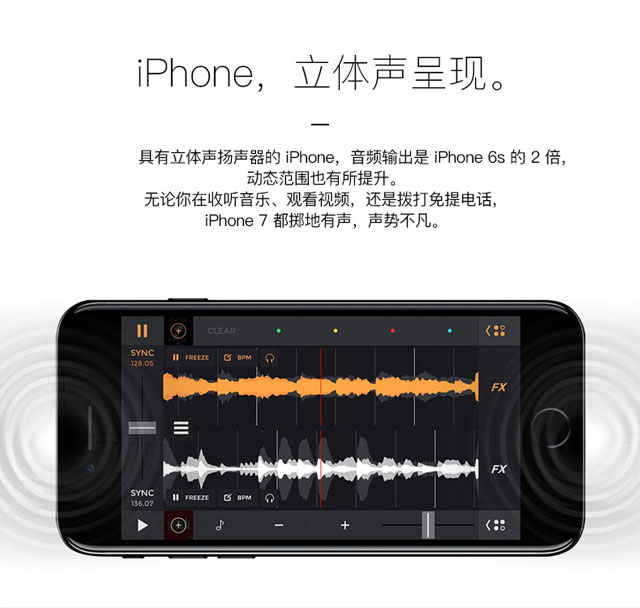 iPhone，立体声呈现。
具有立体声扬声器的 iPhone，音频输出是 iPhone 6s 的 2 倍，
动态范围也有所提升。
无论你在收听音乐、观看视频，还是拨打免提电话，
iPhone 7 都掷地有声，声势不凡。
CLEAR
SYNC
128.05
FREEZE
BPM
FX
FX
SYNC
136.07
FREEZE
BPM